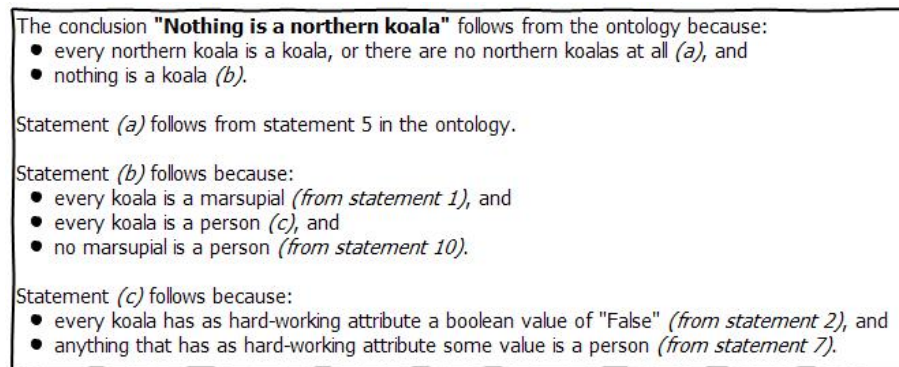 The conclusion "Nothing is a northern koala" follows from the ontology because:
• every northern koala is a koala, or there are no northern koalas at all (a), and
• nothing is a koala (b).
Statement (a) follows from statement 5 in the ontology.
Statement (b) follows because:
• every koala is a marsupial (from statement 1), and
• every koala is a person (c), and
• no marsupial is a person (from statement 10).
Statement (c) follows because:
• every koala has as hard-working attribute a boolean value of "False" (from statement 2), and
• anything that has as hard-working attribute some value is a person (from statement 7).